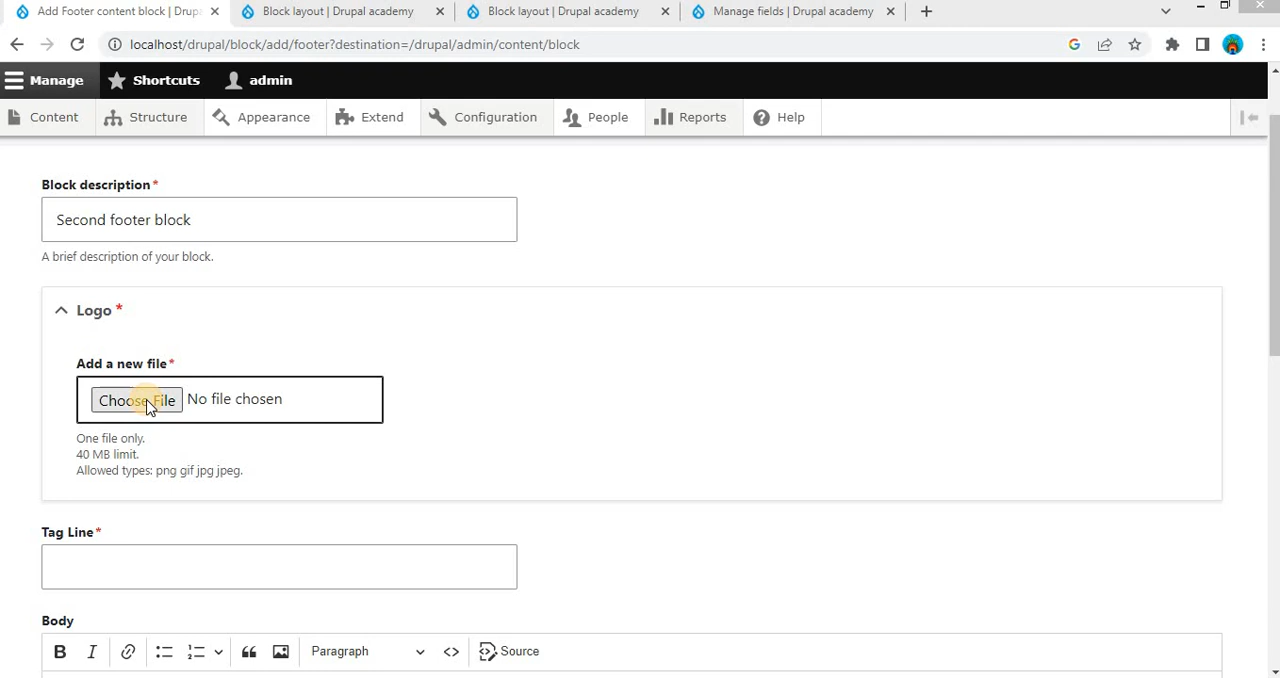 Add Footer content block | Drupa
Block layout | Drupal academy
Block layout | Drupal academy
Manage fields | Drupal academy
localhost/drupal/block/add/footer?destination=/drupal/admin/content/block
Manage
Shortcuts
admin
Content
Structure
Appearance
Extend
Configuration
People
Reports
Help
Block description*
Second footer block
A brief description of your block.
Logo *
Add a new file*
Choose File No file chosen
One file only.
40 MB limit.
Allowed types: png gif jpg jpeg.
Tag Line*
Body
Paragraph
Source